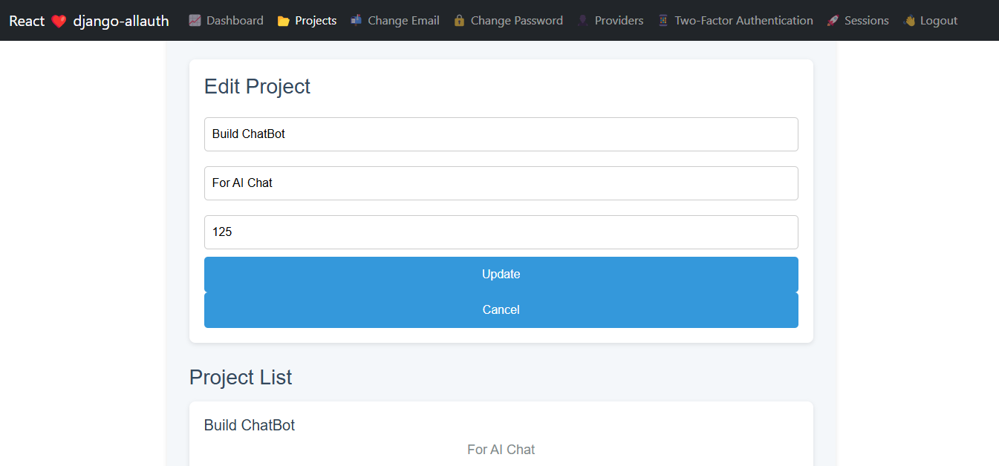 React ❤️ django-allauth 📈 Dashboard 📂 Projects 📬 Change Email 🔒 Change Password 👤 Providers 📱 Two-Factor Authentication 🚀 Sessions 👋 Logout
Edit Project
Build ChatBot
For AI Chat
125
Update
Cancel
Project List
Build ChatBot
For AI Chat